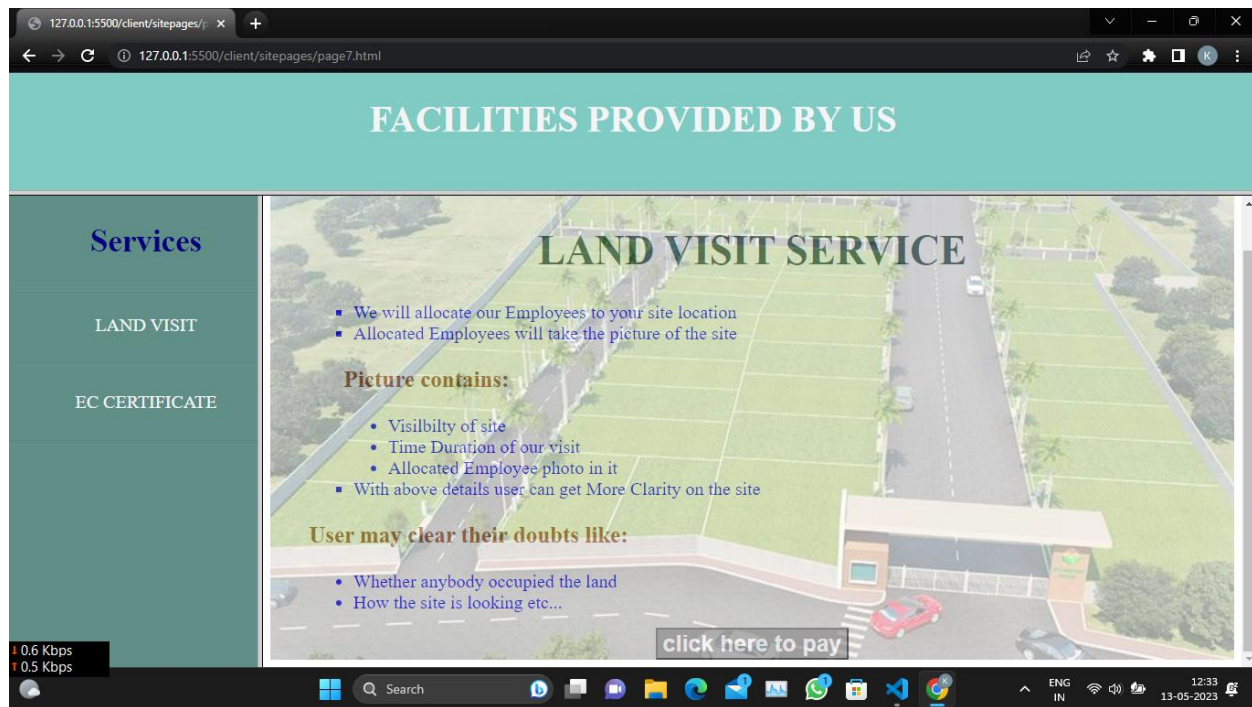 127.0.0.1:5500/client/sitepages/p
127.0.0.1:5500/client/sitepages/page7.html
K
FACILITIES PROVIDED BY US
Services
LAND VISIT
EC CERTIFICATE
LAND VISIT SERVICE
We will allocate our Employees to your site location
Allocated Employees will take the picture of the site
Picture contains:
Visilbilty of site
Time Duration of our visit
Allocated Employee photo in it
With above details user can get More Clarity on the site
User may clear their doubts like:
Whether anybody occupied the land
How the site is looking etc...
click here to pay
0.6 Kbps
0.5 Kbps
Search
ENG
IN
12:33
13-05-2023